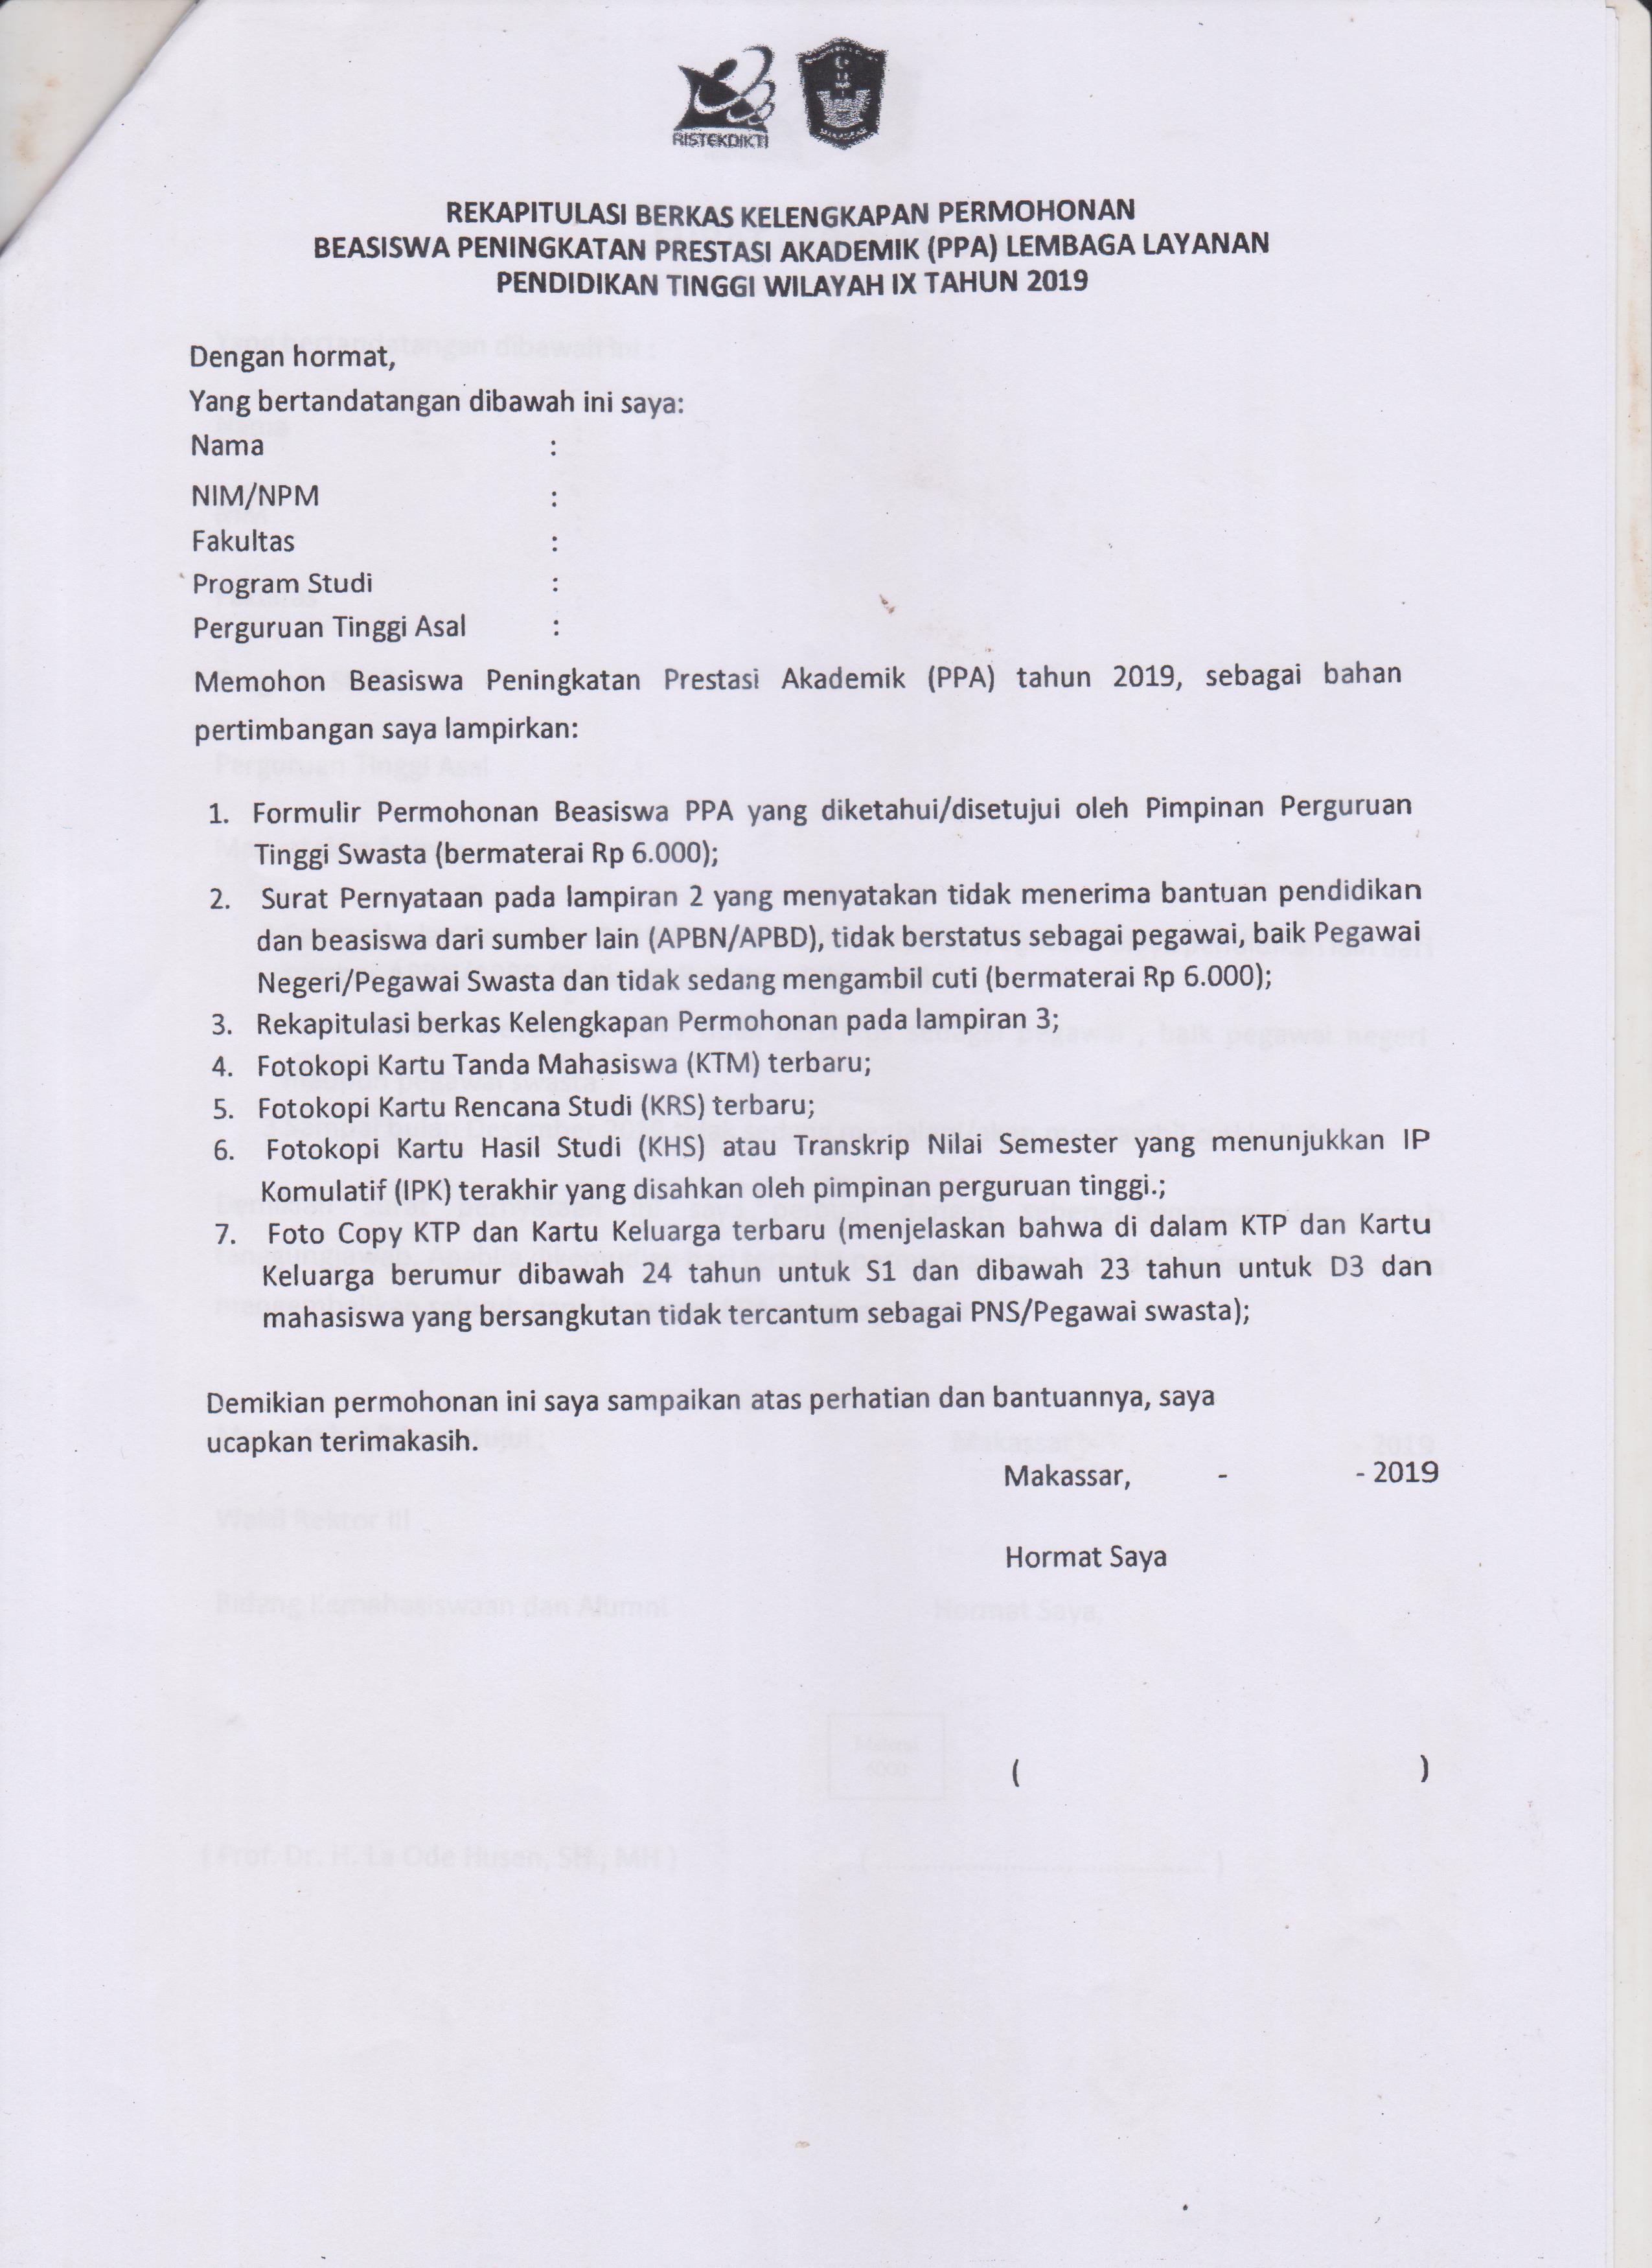 RISTEKDIKTI
REKAPITULASI BERKAS KELENGKAPAN PERMOHONAN
BEASISWA PENINGKATAN PRESTASI AKADEMIK (PPA) LEMBAGA LAYANAN
PENDIDIKAN TINGGI WILAYAH IX TAHUN 2019
Dengan hormat,
Yang bertandatangan dibawah ini saya:
Nama :
NIM/NPM :
Fakultas :
Program Studi :
Perguruan Tinggi Asal :
Memohon Beasiswa Peningkatan Prestasi Akademik (PPA) tahun 2019, sebagai bahan
pertimbangan saya lampirkan:
1. Formulir Permohonan Beasiswa PPA yang diketahui/disetujui oleh Pimpinan Perguruan
Tinggi Swasta (bermaterai Rp 6.000);
2. Surat Pernyataan pada lampiran 2 yang menyatakan tidak menerima bantuan pendidikan
dan beasiswa dari sumber lain (APBN/APBD), tidak berstatus sebagai pegawai, baik Pegawai
Negeri/Pegawai Swasta dan tidak sedang mengambil cuti (bermaterai Rp 6.000);
3. Rekapitulasi berkas Kelengkapan Permohonan pada lampiran 3;
4. Fotokopi Kartu Tanda Mahasiswa (KTM) terbaru;
5. Fotokopi Kartu Rencana Studi (KRS) terbaru;
6. Fotokopi Kartu Hasil Studi (KHS) atau Transkrip Nilai Semester yang menunjukkan IP
Komulatif (IPK) terakhir yang disahkan oleh pimpinan perguruan tinggi.;
7. Foto Copy KTP dan Kartu Keluarga terbaru (menjelaskan bahwa di dalam KTP dan Kartu
Keluarga berumur dibawah 24 tahun untuk S1 dan dibawah 23 tahun untuk D3 dan
mahasiswa yang bersangkutan tidak tercantum sebagai PNS/Pegawai swasta);
Demikian permohonan ini saya sampaikan atas perhatian dan bantuannya, saya
ucapkan terimakasih.
Makassar, - - 2019
Hormat Saya
( )